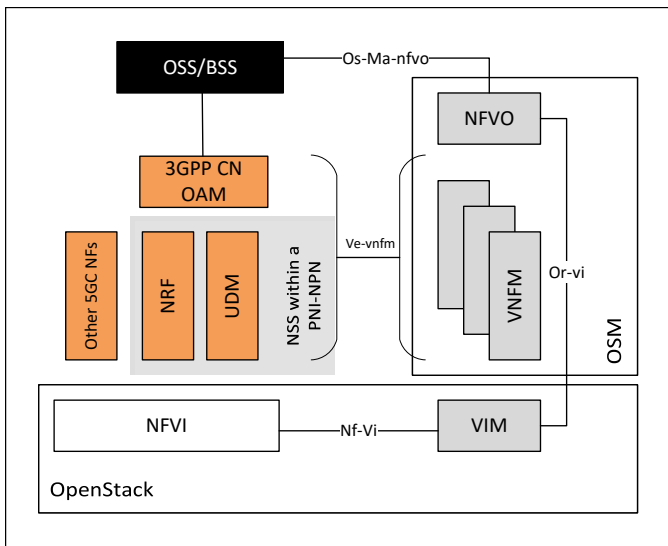 OSS/BSS
Os-Ma-nfvo
NFVO
3GPP CN
OAM
Ve-vnfm
Other 5GC NFs
NRF
UDM
NSS within a
PNI-NPN
VNFM
Or-vi
OSM
NFVI
Nf-Vi
VIM
OpenStack